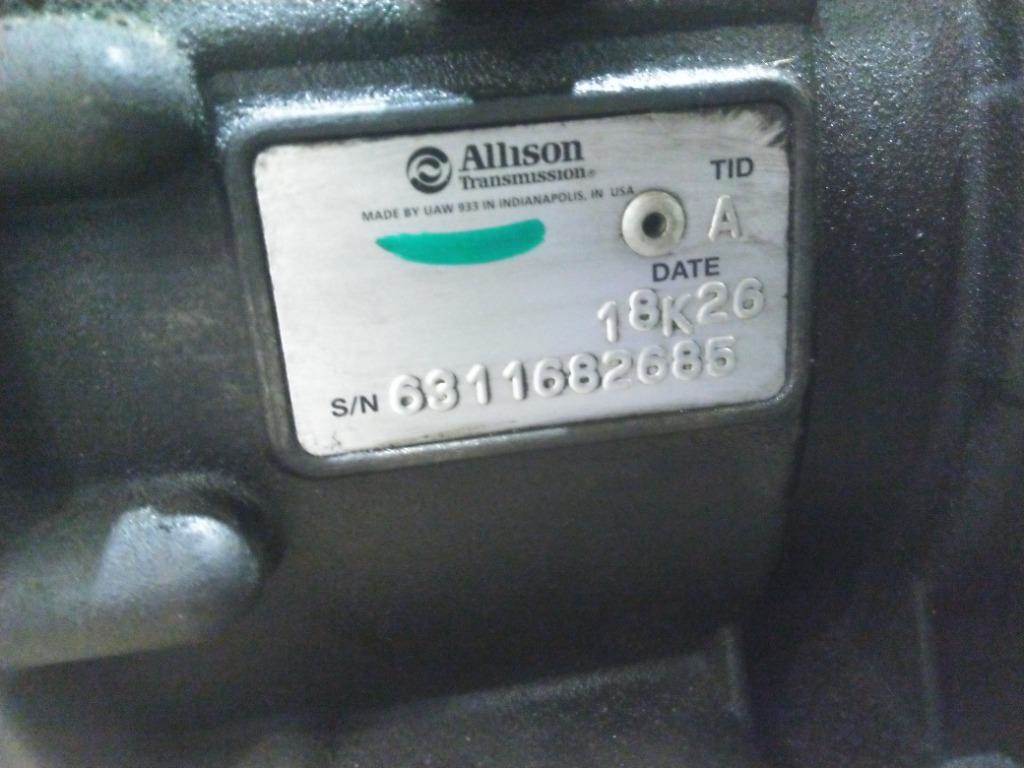 Allison
Transmission®
MADE BY UAW 933 IN INDIANAPOLIS, IN USA
TID
A
DATE
18K26
S/N 6311682685